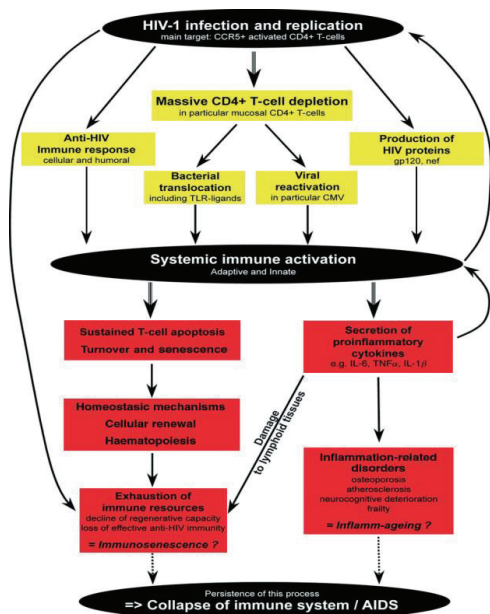 HIV-1 infection and replication
main target: CCR5+ activated CD4+ T-cells
Massive CD4+ T-cell depletion
in particular mucosal CD4+ T-cells
Anti-HIV
Immune response
cellular and humoral
Production of
HIV proteins
gp120, nef
Bacterial
translocation
including TLR-ligands
Viral
reactivation
in particular CMV
Systemic immune activation
Adaptive and Innate
Sustained T-cell apoptosis
Turnover and senescence
Secretion of
proinflammatory
cytokines
e.g. IL-6, TNFα, IL-1β
Homeostasic mechanisms
Cellular renewal
Haematopoiesis
Damage
to lymphoid tissues
Inflammation-related
disorders
osteoporosis
atherosclerosis
neurocognitive deterioration
frailty
= Inflamm-ageing ?
Exhaustion of
immune resources
decline of regenerative capacity
loss of effective anti-HIV immunity
= Immunosenescence ?
Persistence of this process
=> Collapse of immune system / AIDS